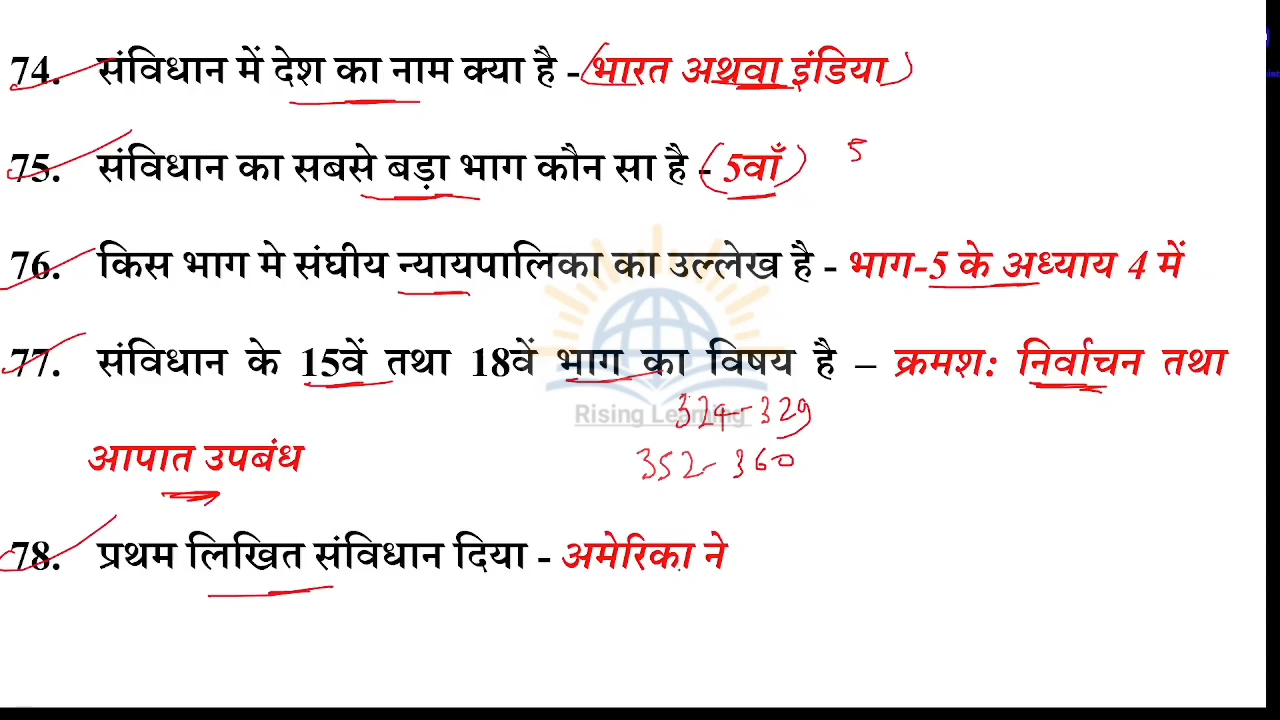 74. संविधान में देश का नाम क्या है - भारत अथवा इंडिया
75. संविधान का सबसे बड़ा भाग कौन सा है - 5वाँ 5
76. किस भाग मे संघीय न्यायपालिका का उल्लेख है - भाग-5 के अध्याय 4 में
77. संविधान के 15वें तथा 18वें भाग का विषय है – क्रमश: निर्वाचन तथा
Rising Learning 324-329
आपात उपबंध 352-360
78. प्रथम लिखित संविधान दिया - अमेरिका ने